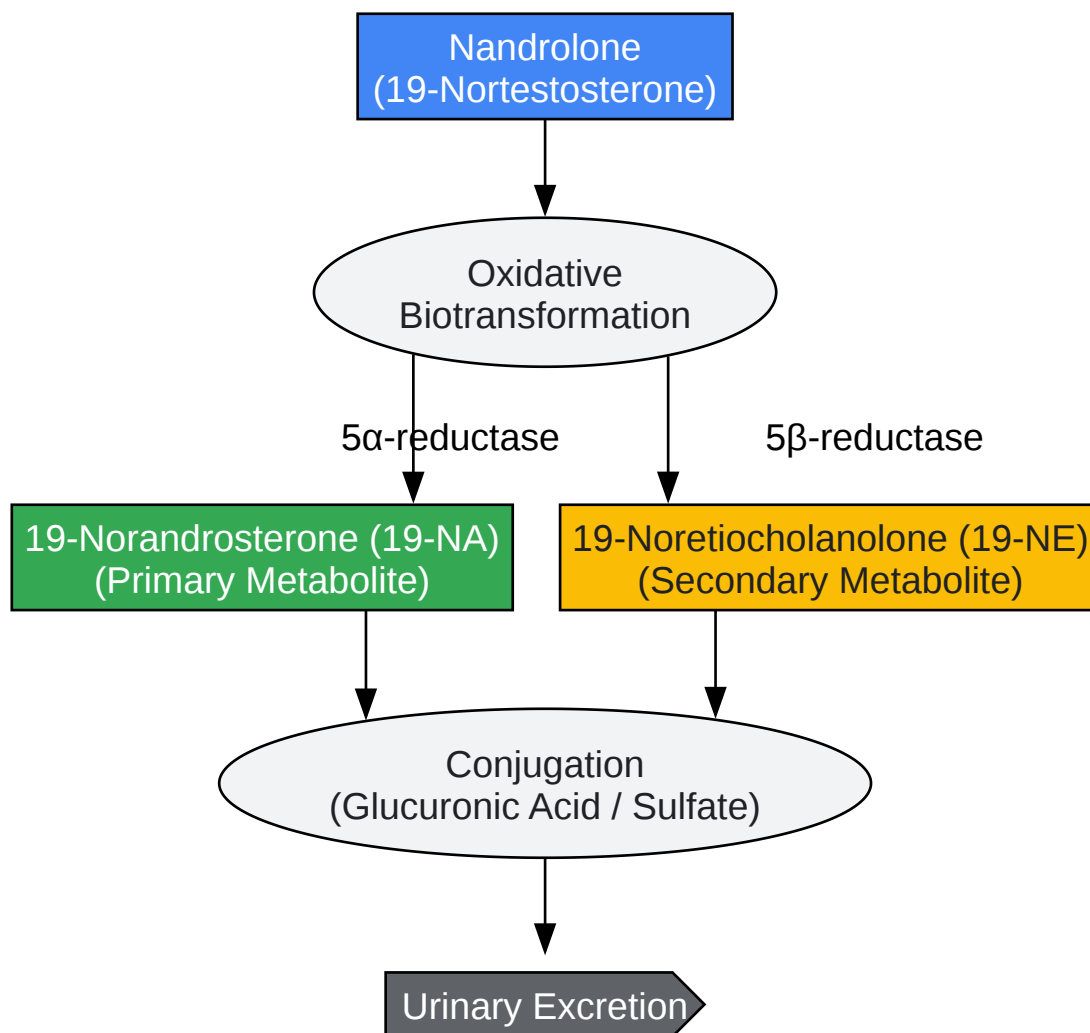 Nandrolone
(19-Nortestosterone)
Oxidative
Biotransformation
5α-reductase
5β-reductase
19-Norandrosterone (19-NA)
(Primary Metabolite)
19-Noretiocholanolone (19-NE)
(Secondary Metabolite)
Conjugation
(Glucuronic Acid / Sulfate)
Urinary Excretion